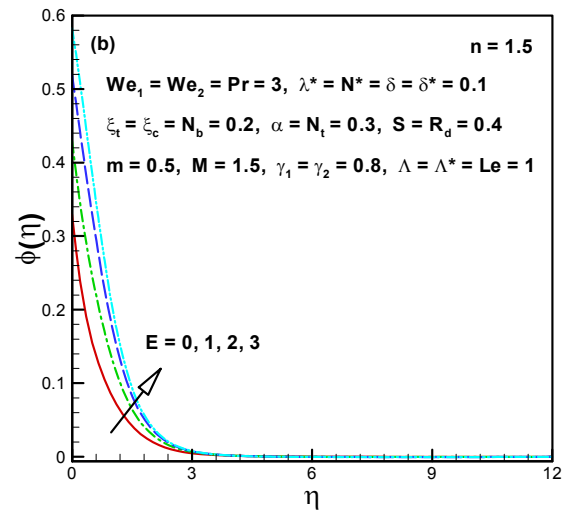 (b)
n = 1.5
We₁ = We₂ = Pr = 3, λ* = N* = δ = δ* = 0.1
ξₜ = ξ_c = N_b = 0.2, α = Nₜ = 0.3, S = R_d = 0.4
m = 0.5, M = 1.5, γ₁ = γ₂ = 0.8, Λ = Λ* = Le = 1
E = 0, 1, 2, 3
ϕ(η)
0.6
0.5
0.4
0.3
0.2
0.1
0
0 3 6 9 12
η